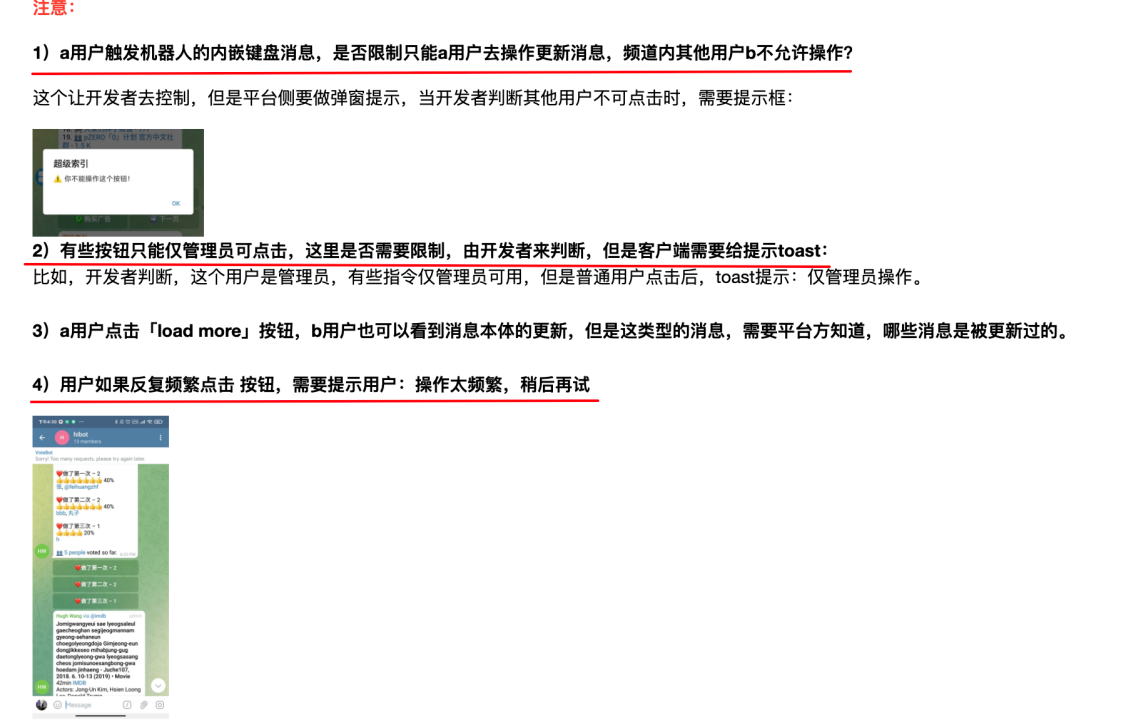 注意：
1）a用户触发机器人的内嵌键盘消息，是否限制只能a用户去操作更新消息，频道内其他用户b不允许操作?
这个让开发者去控制，但是平台侧要做弹窗提示，当开发者判断其他用户不可点击时，需要提示框：
超级索引
⚠️ 你不能操作这个按钮!
OK
2）有些按钮只能仅管理员可点击，这里是否需要限制，由开发者来判断，但是客户端需要给提示toast：
比如，开发者判断，这个用户是管理员，有些指令仅管理员可用，但是普通用户点击后，toast提示：仅管理员操作。
3）a用户点击「load more」按钮，b用户也可以看到消息本体的更新，但是这类型的消息，需要平台方知道，哪些消息是被更新过的。
4）用户如果反复频繁点击 按钮，需要提示用户：操作太频繁，稍后再试
hibot
13 members
VoteBot
Sorry! Too many requests, please try again later.
❤️做了第一次 - 2
👍👍👍👍👍👍👍 40%
❤️做了第二次 - 2
👍👍👍👍👍👍👍 40%
bbb, 丸子
❤️做了第三次 - 1
👍👍👍👍 20%
h
👥 5 people voted so far.
❤️做了第一次 - 2
❤️做了第二次 - 2
❤️做了第三次 - 1
Hugh Wang via @imdb
Jomigwangyeui sae lyeogsaleul
gaecheoghan segijeogmannam
gyeong-aehaneun
choegolyeongdoja Gimjeong-eun
dongjikkeseo mihabjung-gug
daetonglyeong-gwa lyeogsasang
cheos jomisunoesangbong-gwa
hoedam jinhaeng - Juche107,
2018. 6. 10-13 (2019) • Movie
42min IMDB
Actors: Jong-Un Kim, Hsien Loong
Lee, Donald Trump
Message